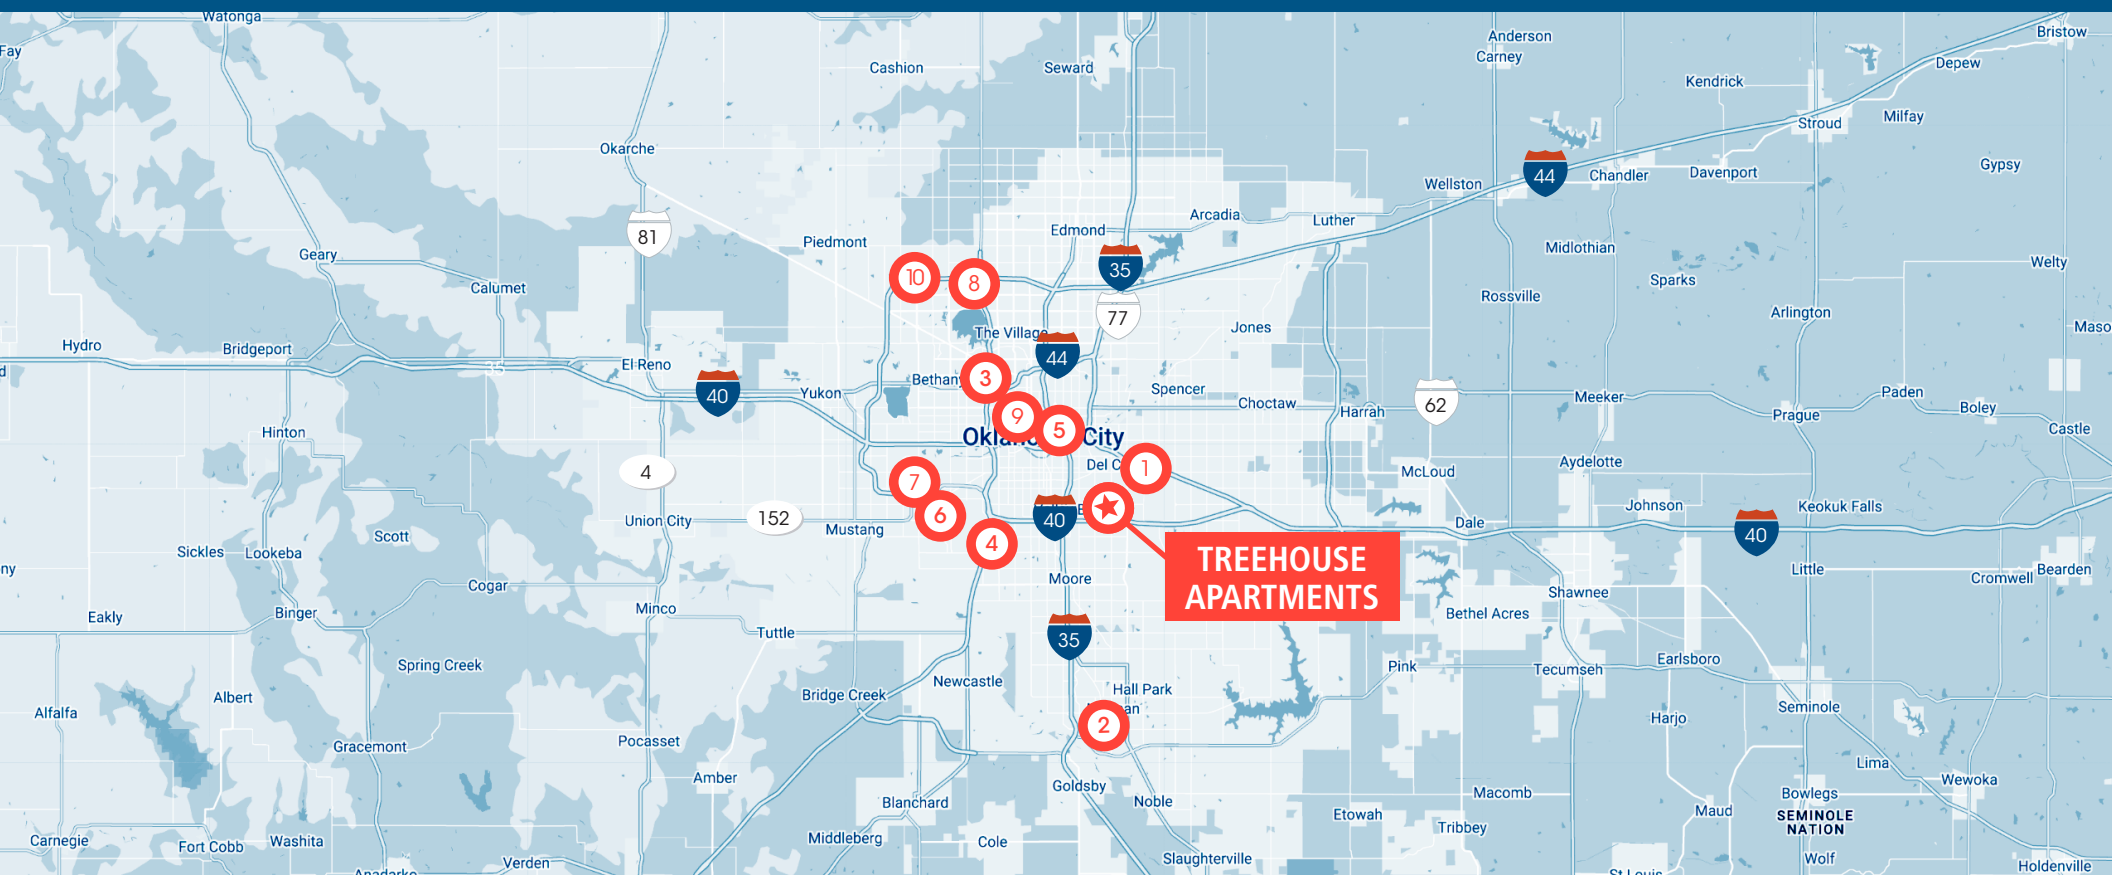 Watonga
Fay
Anderson
Carney
Bristow
Cashion
Seward
Depew
Kendrick
Stroud
Milfay
Okarche
44
Chandler
Davenport
Gypsy
Wellston
Arcadia
Luther
81
Piedmont
Edmond
Midlothian
Geary
Welty
35
10
8
Calumet
Sparks
Rossville
Arlington
77
Jones
The Village
Hydro
Bridgeport
El Reno
44
40
Yukon
Bethany
3
Spencer
Choctaw
Harrah
62
Meeker
Paden
Prague
Boley
9
5
City
Hinton
Castle
4
7
Del C
1
McLoud
Aydelotte
152
Union City
Mustang
6
40
Johnson
Keokuk Falls
Dale
40
Scott
4
Sickles
Lookeba
TREEHOUSE
APARTMENTS
Moore
Little
Cromwell
Bearden
Cogar
Shawnee
Eakly
Binger
Minco
Tuttle
35
Bethel Acres
Spring Creek
Pink
Tecumseh
Earlsboro
Newcastle
Hall Park
Albert
Bridge Creek
Alfalfa
2
an
Harjo
Seminole
Gracemont
Pocasset
Amber
Goldsby
Lima
Wewoka
Blanchard
Noble
Macomb
Bowlegs
Etowah
Maud
SEMINOLE
NATION
Carnegie
Fort Cobb
Washita
Middleberg
Cole
Tribbey
Verden
Slaughterville
Wolf
Holdenville
Anadarko
St Louis